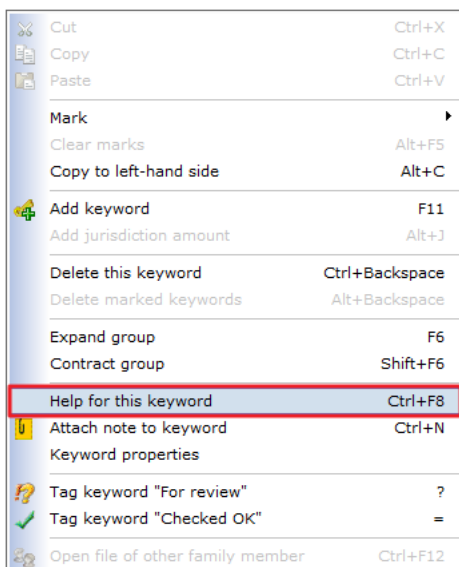 Cut Ctrl+X
Copy Ctrl+C
Paste Ctrl+V
Mark
Clear marks Alt+F5
Copy to left-hand side Alt+C
Add keyword F11
Add jurisdiction amount Alt+J
Delete this keyword Ctrl+Backspace
Delete marked keywords Alt+Backspace
Expand group F6
Contract group Shift+F6
Help for this keyword Ctrl+F8
Attach note to keyword Ctrl+N
Keyword properties
Tag keyword "For review" ?
Tag keyword "Checked OK" =
Open file of other family member Ctrl+F12